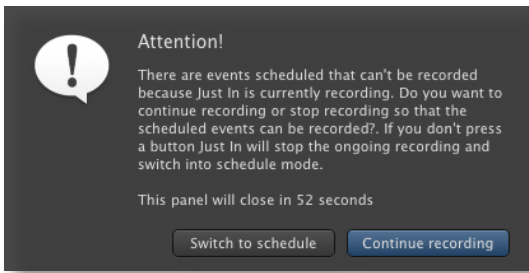 Attention!
There are events scheduled that can't be recorded
because Just In is currently recording. Do you want to
continue recording or stop recording so that the
scheduled events can be recorded?. If you don't press
a button Just In will stop the ongoing recording and
switch into schedule mode.
This panel will close in 52 seconds
Switch to schedule
Continue recording